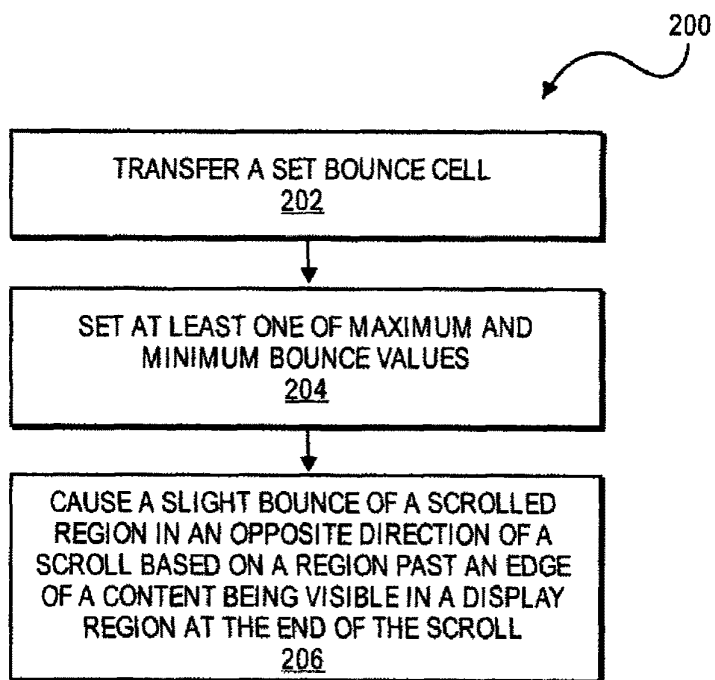 200
TRANSFER A SET BOUNCE CELL
202
SET AT LEAST ONE OF MAXIMUM AND
MINIMUM BOUNCE VALUES
204
CAUSE A SLIGHT BOUNCE OF A SCROLLED
REGION IN AN OPPOSITE DIRECTION OF A
SCROLL BASED ON A REGION PAST AN EDGE
OF A CONTENT BEING VISIBLE IN A DISPLAY
REGION AT THE END OF THE SCROLL
206